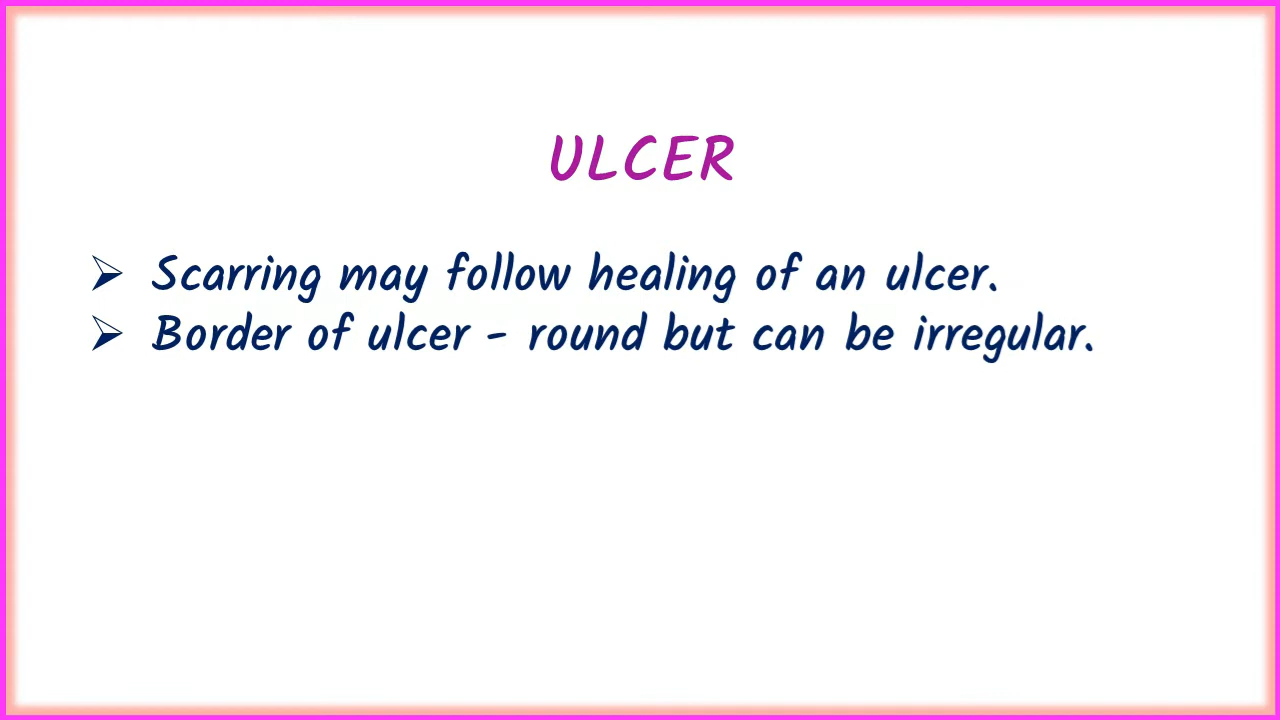 ULCER
➢ Scarring may follow healing of an ulcer.
➢ Border of ulcer - round but can be irregular.